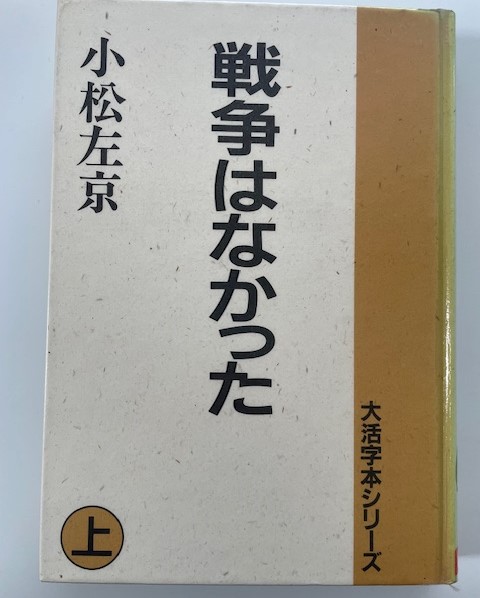 大活字本シリーズ
戦争はなかった
小松左京
上